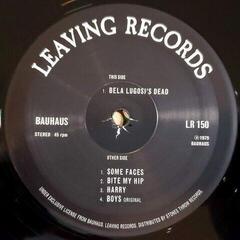 LEAVING RECORDS
THIS SIDE
1. BELA LUGOSI'S DEAD
BAUHAUS
STEREO 45 rpm
LR 150
℗ 1979
BAUHAUS
OTHER SIDE
1. SOME FACES
2. BITE MY HIP
3. HARRY
4. BOYS ORIGINAL
UNDER EXCLUSIVE LICENSE FROM BAUHAUS. LEAVING RECORDS. DISTRIBUTED BY STONES THROW RECORDS.